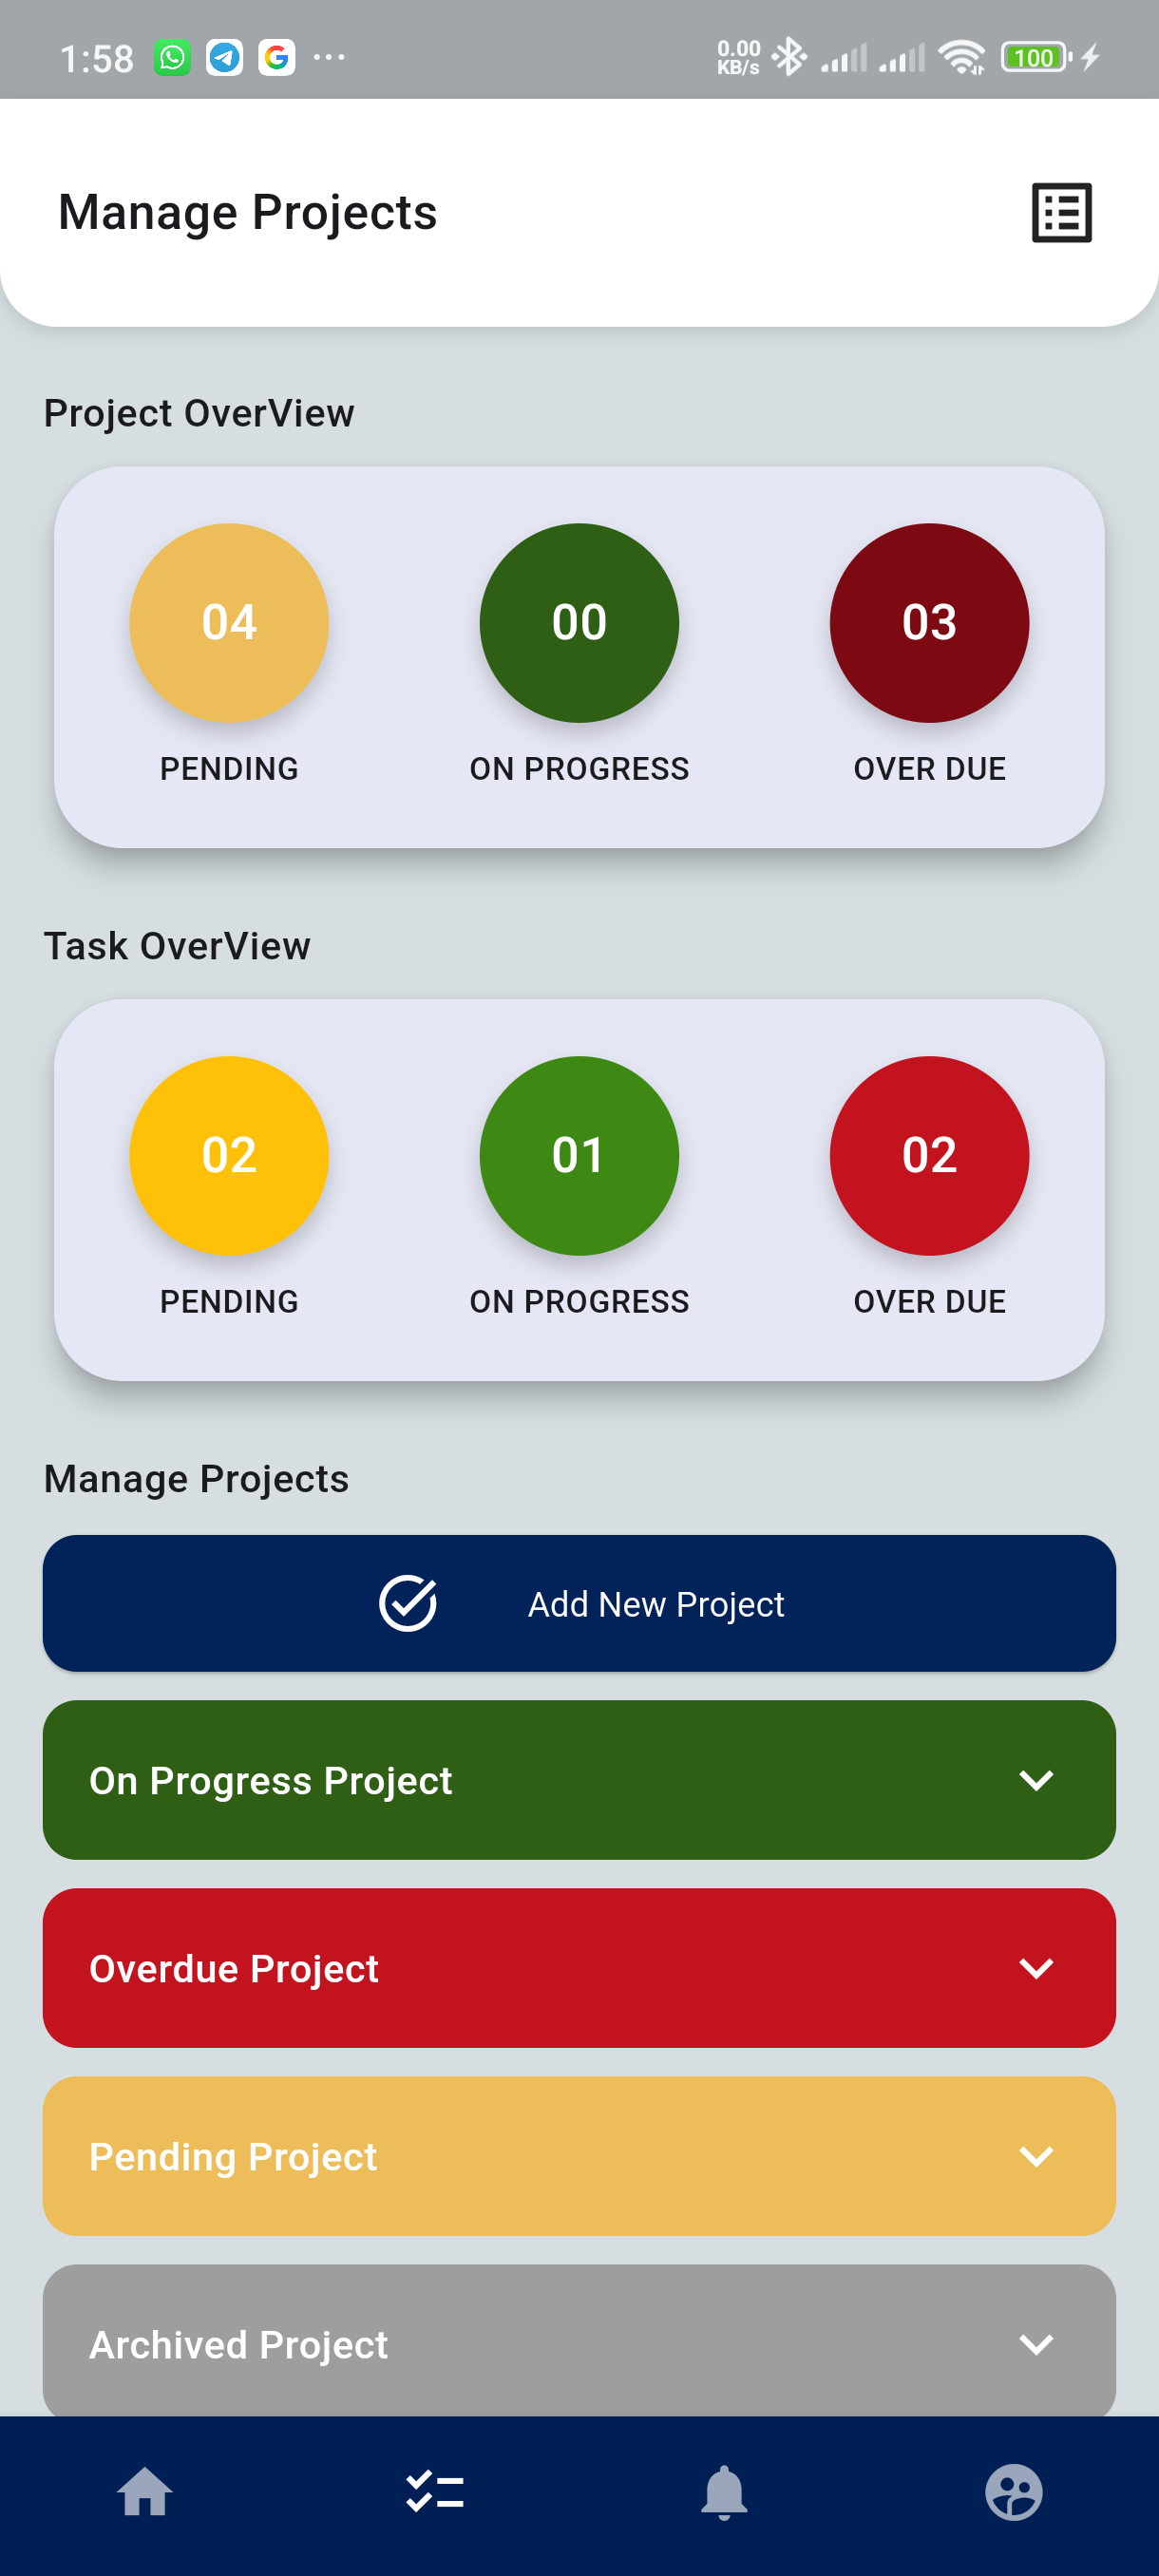 1:58
0.00
KB/s
100
Manage Projects
Project OverView
04 00 03
PENDING ON PROGRESS OVER DUE
Task OverView
02 01 02
PENDING ON PROGRESS OVER DUE
Manage Projects
Add New Project
On Progress Project
Overdue Project
Pending Project
Archived Project